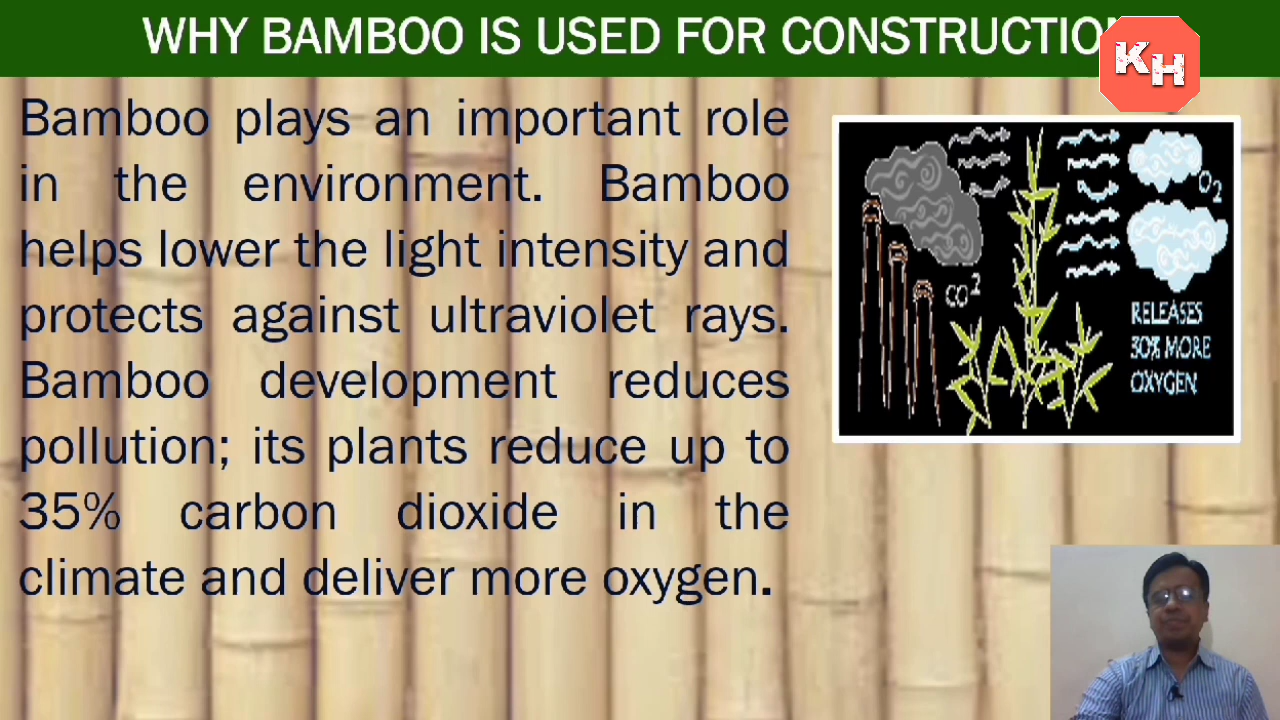 WHY BAMBOO IS USED FOR CONSTRUCTION
KH
Bamboo plays an important role
in the environment. Bamboo
helps lower the light intensity and
protects against ultraviolet rays.
Bamboo development reduces
pollution; its plants reduce up to
35% carbon dioxide in the
climate and deliver more oxygen.
CO2
O2
RELEASES
30% MORE
OXYGEN